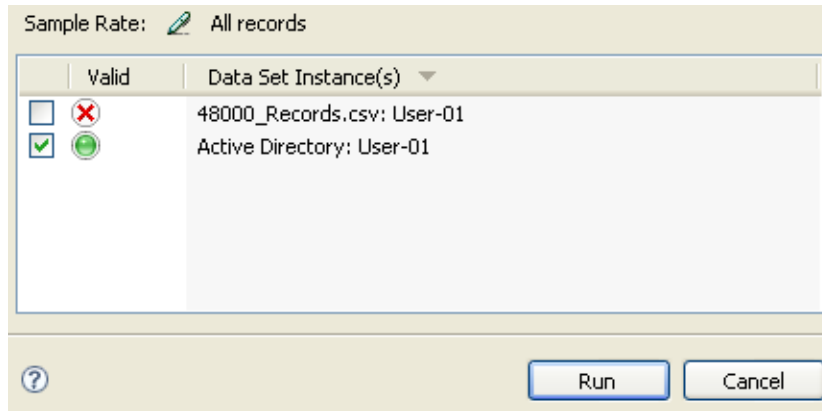 Sample Rate: All records
Valid Data Set Instance(s)
48000_Records.csv: User-01
Active Directory: User-01
? Run Cancel